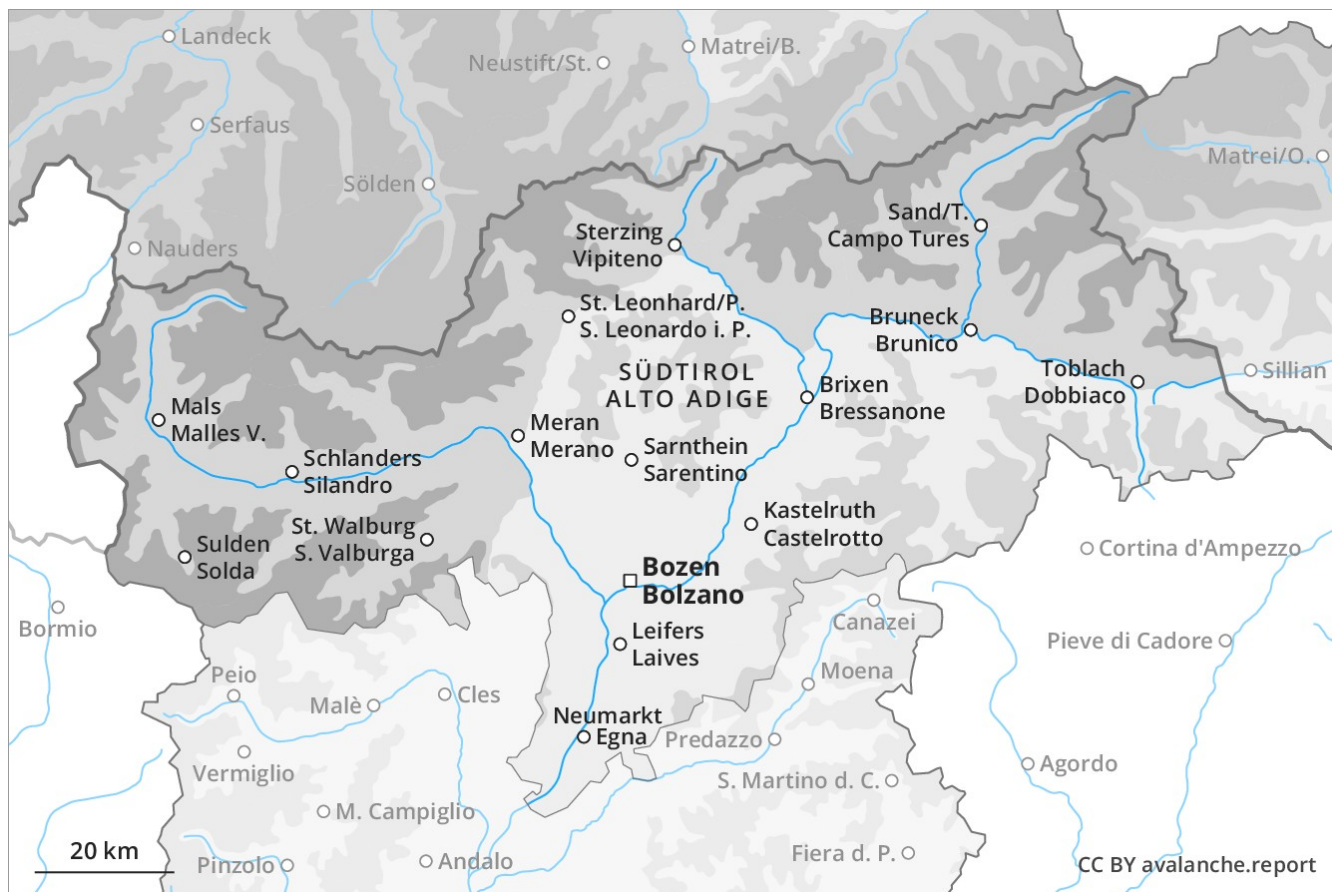 Landeck
Neustift/St.
Matrei/B.
Serfaus
Matrei/O.
Sölden
Nauders
Sterzing
Vipiteno
Sand/T.
Campo Tures
St. Leonhard/P.
S. Leonardo i. P.
Bruneck
Brunico
SÜDTIROL
ALTO ADIGE
Toblach
Dobbiaco
Sillian
Brixen
Bressanone
Mals
Malles V.
Meran
Merano
Sarnthein
Sarentino
Schlanders
Silandro
St. Walburg
S. Valburga
Kastelruth
Castelrotto
Sulden
Solda
Cortina d'Ampezzo
Bozen
Bolzano
Bormio
Canazei
Leifers
Laives
Pieve di Cadore
Peio
Moena
Malè
Cles
Neumarkt
Egna
Predazzo
Vermiglio
Agordo
S. Martino d. C.
M. Campiglio
20 km
Pinzolo
Andalo
Fiera d. P.
CC BY avalanche.report